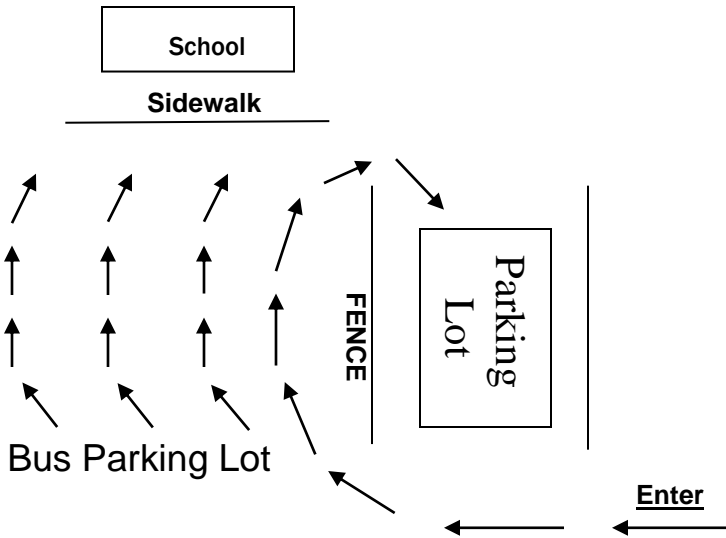 School
Sidewalk
FENCE
Parking
Lot
Bus Parking Lot
Enter